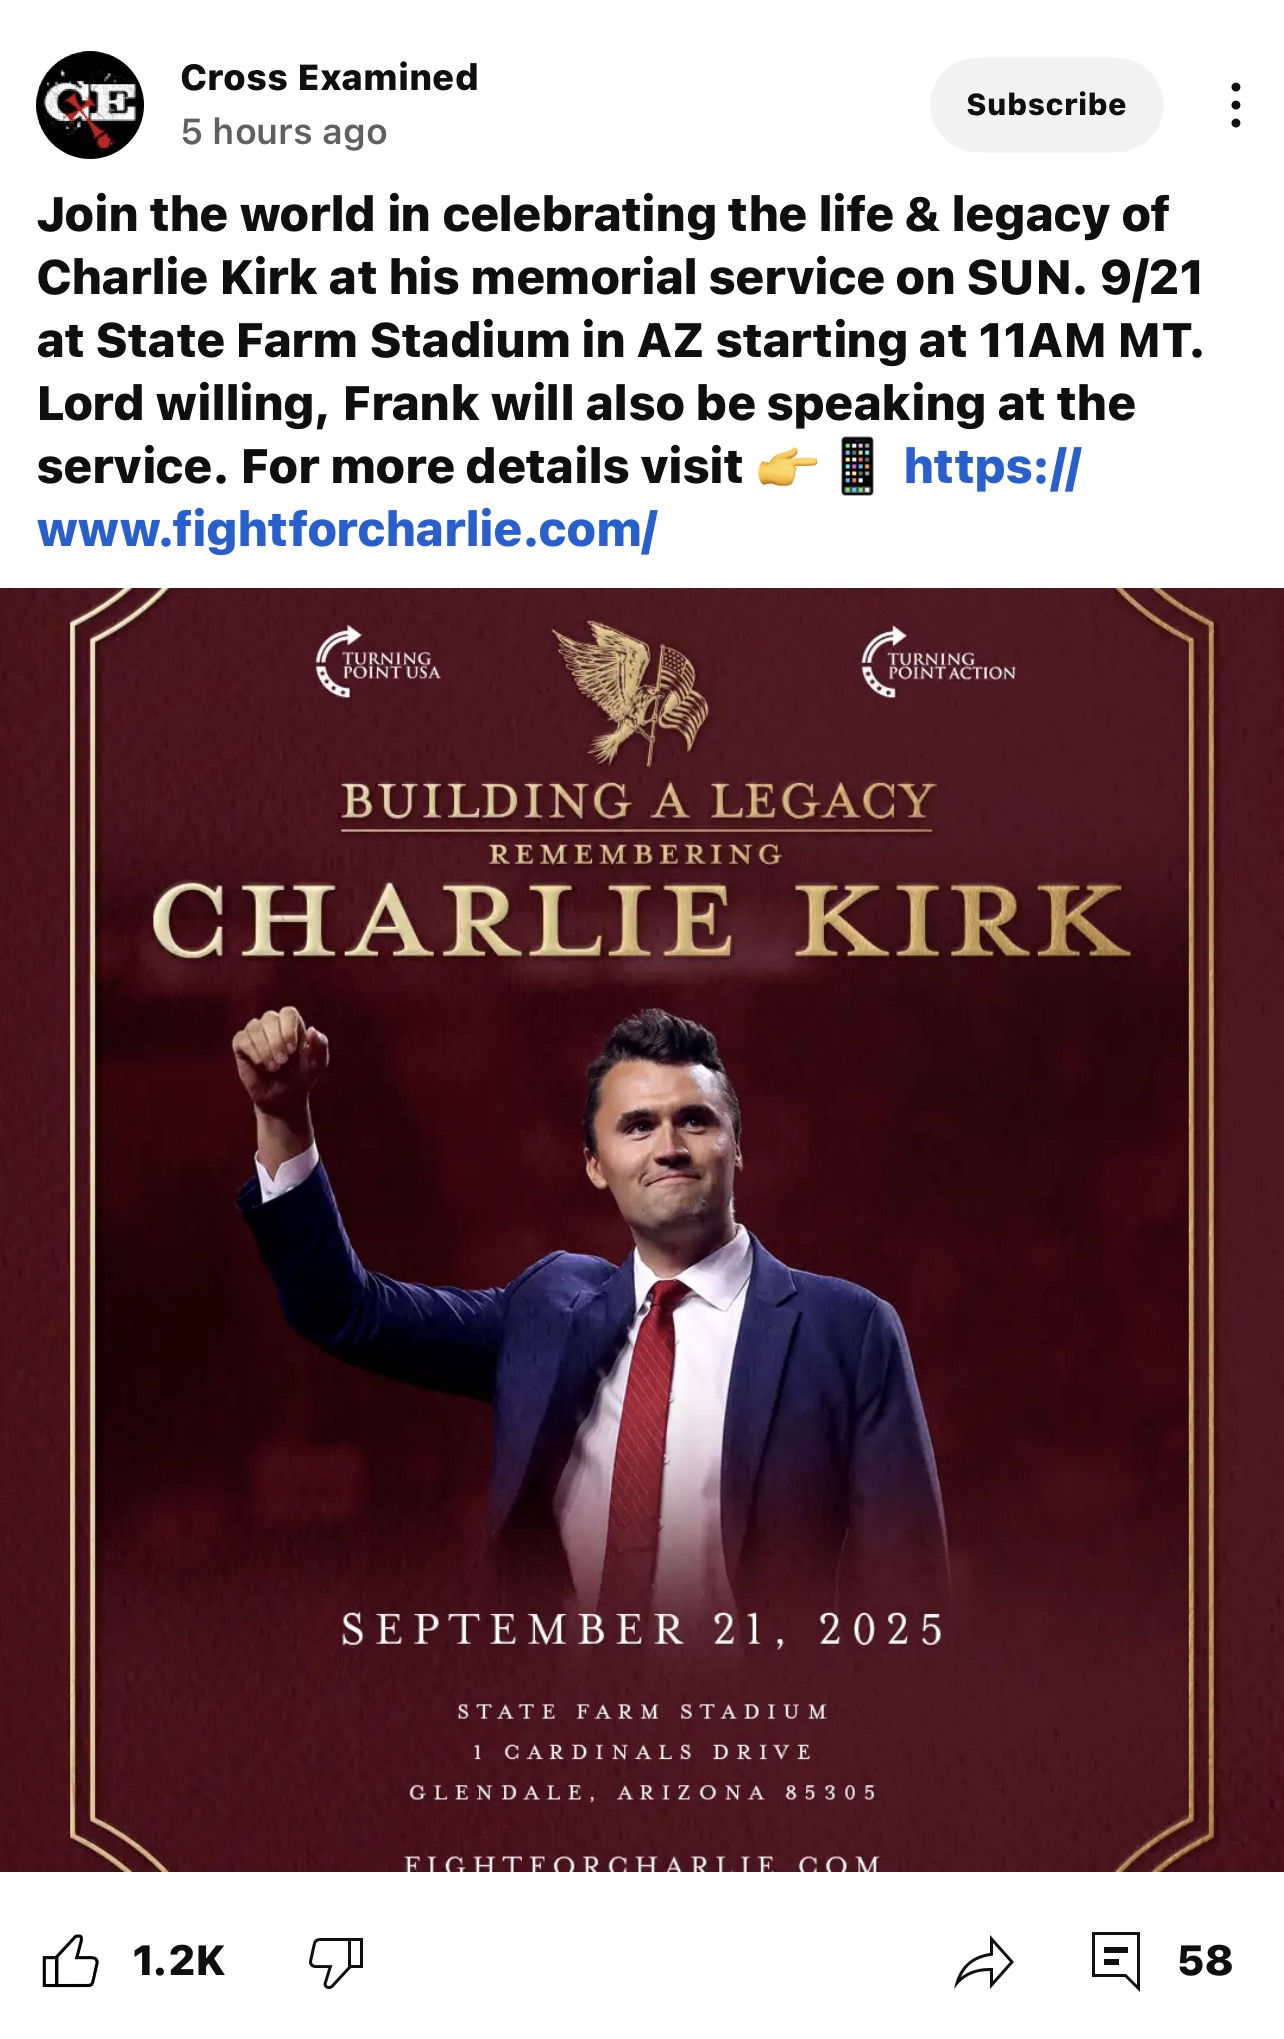 CE
Cross Examined
5 hours ago
Subscribe
Join the world in celebrating the life & legacy of
Charlie Kirk at his memorial service on SUN. 9/21
at State Farm Stadium in AZ starting at 11AM MT.
Lord willing, Frank will also be speaking at the
service. For more details visit 👉 📱 https://
www.fightforcharlie.com/
TURNING
POINT USA
TURNING
POINT ACTION
BUILDING A LEGACY
REMEMBERING
CHARLIE KIRK
SEPTEMBER 21, 2025
STATE FARM STADIUM
1 CARDINALS DRIVE
GLENDALE, ARIZONA 85305
FIGHTFORCHARLIE.COM
1.2K
58